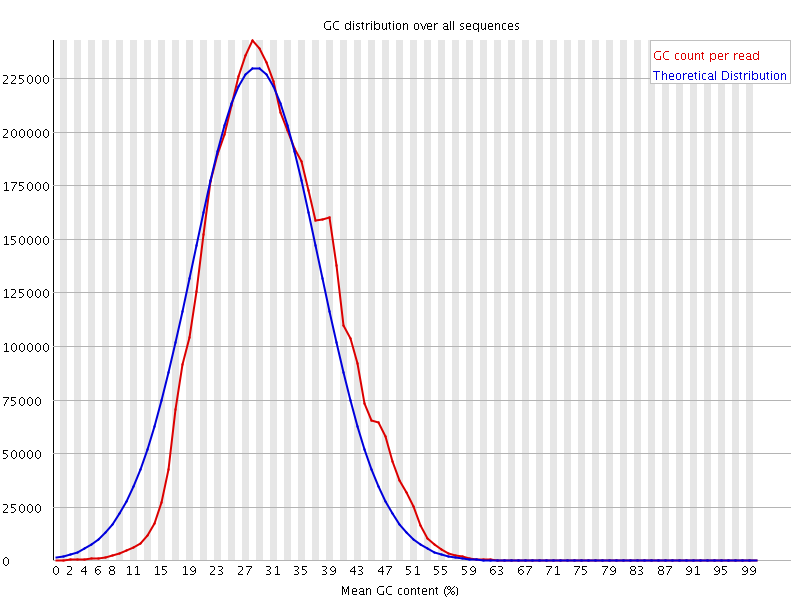 GC distribution over all sequences
GC count per read
Theoretical Distribution
225000
200000
175000
150000
125000
100000
75000
50000
25000
0
0 2 4 6 8 11 15 19 23 27 31 35 39 43 47 51 55 59 63 67 71 75 79 83 87 91 95 99
Mean GC content (%)